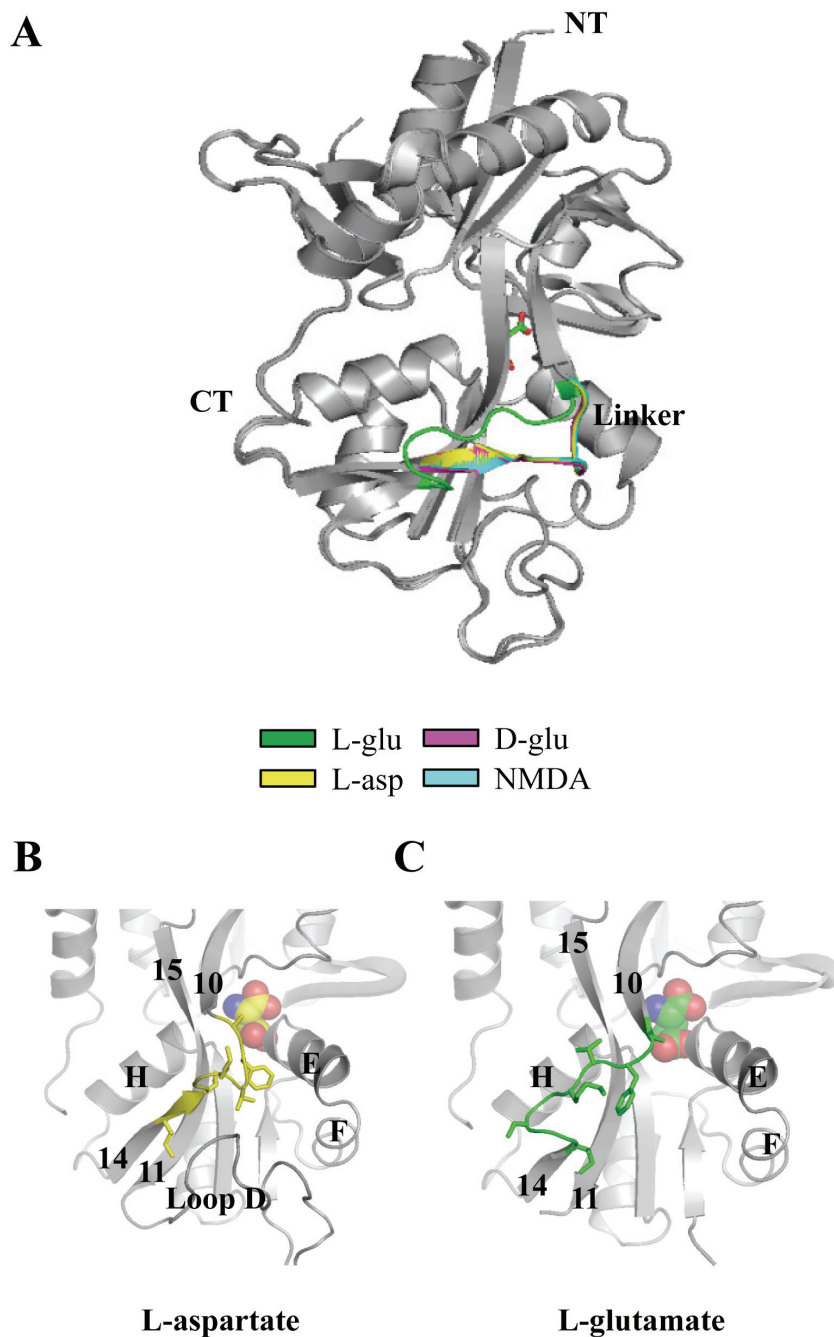 A
NT
CT
Linker
L-glu
D-glu
L-asp
NMDA
B
C
15
10
H
E
F
14
11
Loop D
15
10
H
E
F
14
11
L-aspartate
L-glutamate